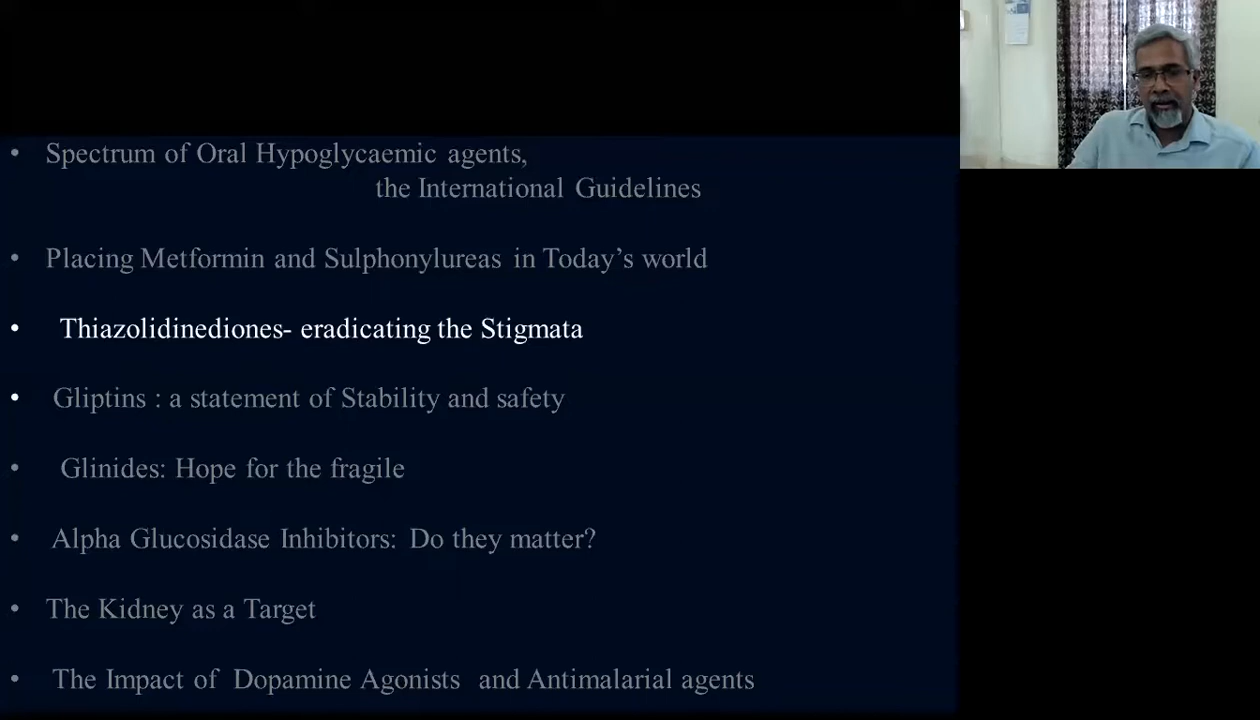 • Spectrum of Oral Hypoglycaemic agents,
the International Guidelines
• Placing Metformin and Sulphonylureas in Today's world
• Thiazolidinediones- eradicating the Stigmata
• Gliptins : a statement of Stability and safety
• Glinides: Hope for the fragile
• Alpha Glucosidase Inhibitors: Do they matter?
• The Kidney as a Target
• The Impact of Dopamine Agonists and Antimalarial agents